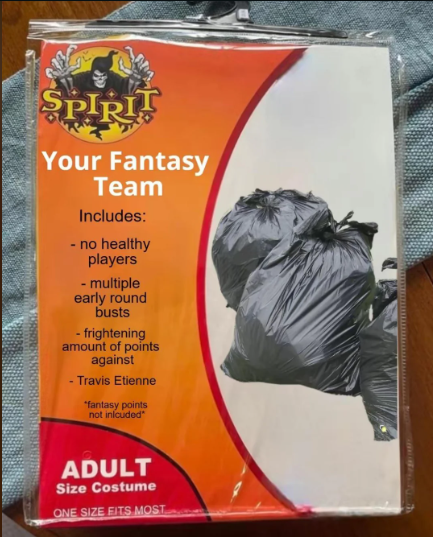 SPIRIT
Your Fantasy
Team
Includes:
- no healthy
players
- multiple
early round
busts
- frightening
amount of points
against
- Travis Etienne
*fantasy points
not inlcuded*
ADULT
Size Costume
ONE SIZE FITS MOST